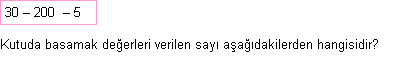 30 – 200 – 5
Kutuda basamak değerleri verilen sayı aşağıdakilerden hangisidir?